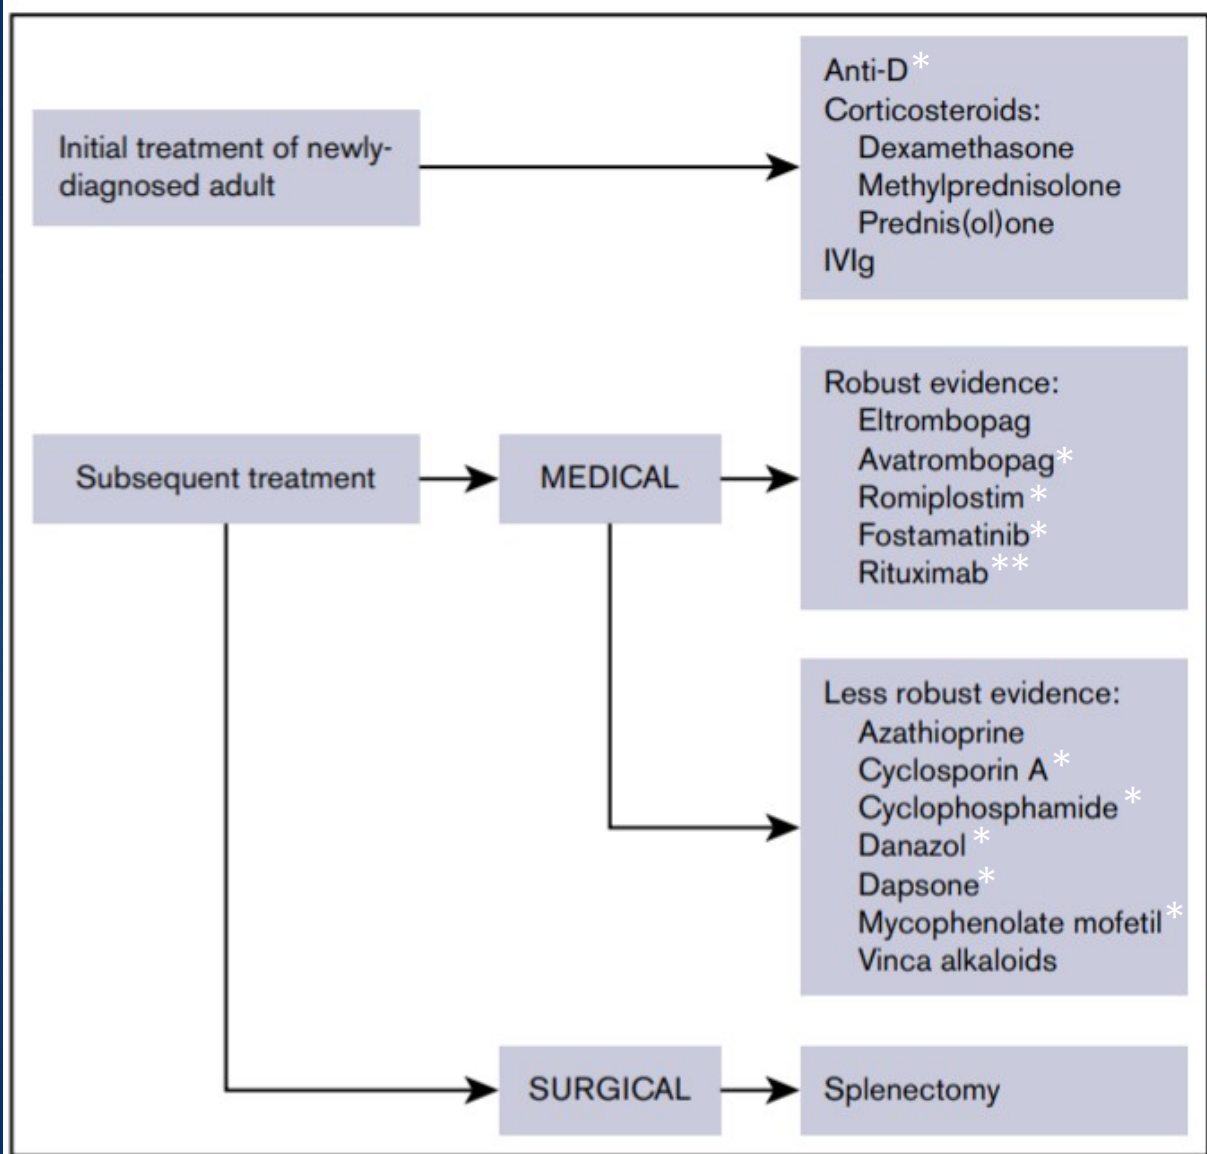 Initial treatment of newly-
diagnosed adult
Anti-D *
Corticosteroids:
Dexamethasone
Methylprednisolone
Prednis(ol)one
IVIg
Subsequent treatment
MEDICAL
Robust evidence:
Eltrombopag
Avatrombopag*
Romiplostim *
Fostamatinib*
Rituximab**
Less robust evidence:
Azathioprine
Cyclosporin A *
Cyclophosphamide *
Danazol *
Dapsone*
Mycophenolate mofetil*
Vinca alkaloids
SURGICAL
Splenectomy